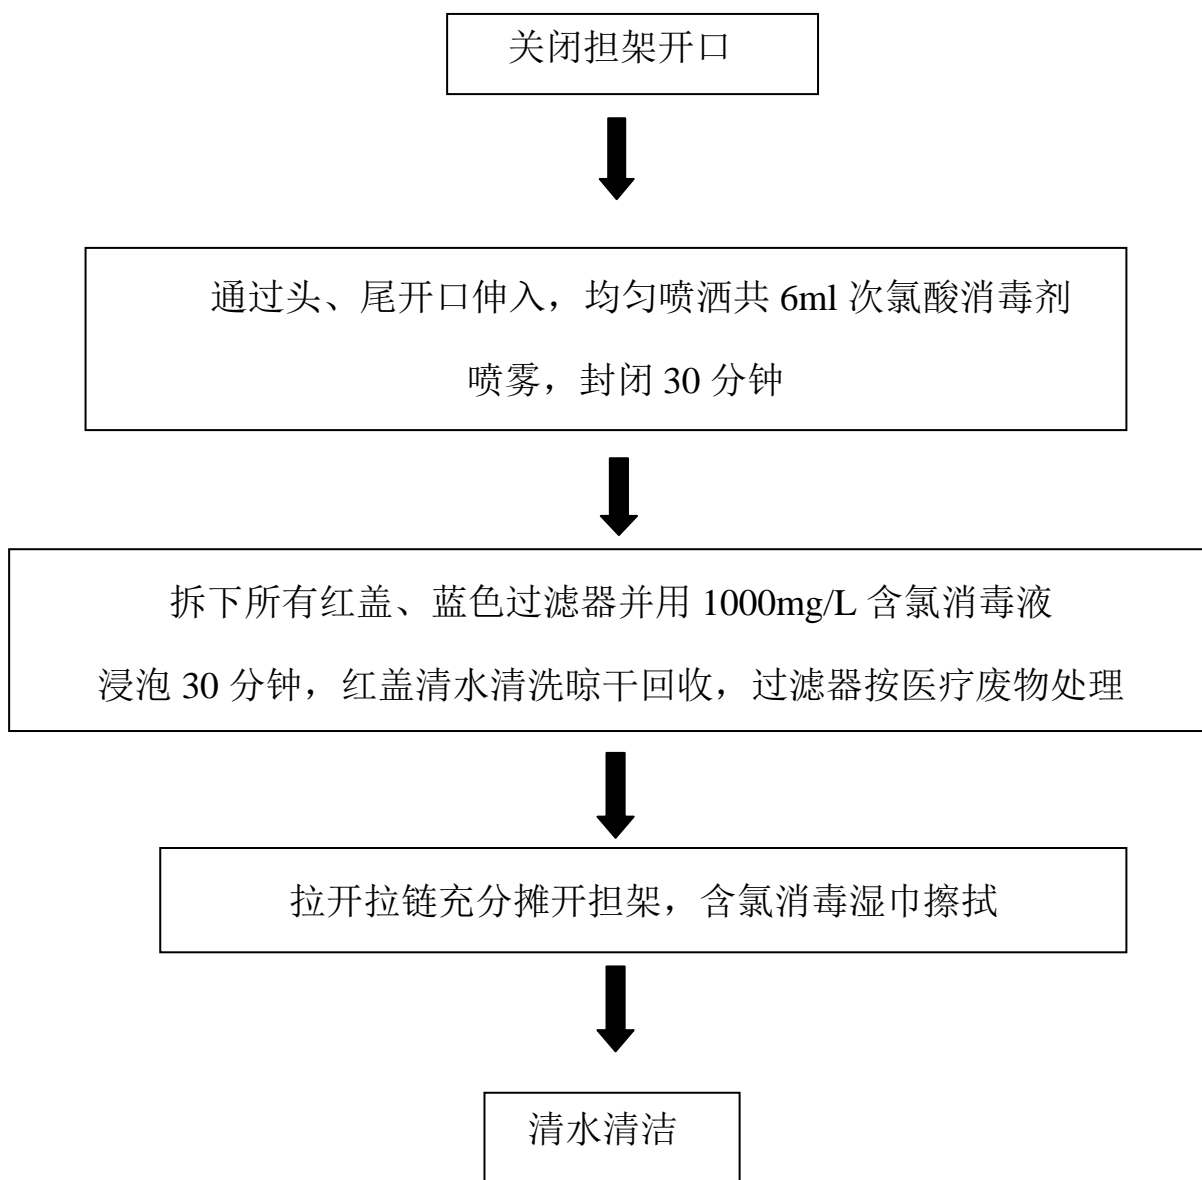 关闭担架开口
通过头、尾开口伸入，均匀喷洒共 6ml 次氯酸消毒剂
喷雾，封闭 30 分钟
拆下所有红盖、蓝色过滤器并用 1000mg/L 含氯消毒液
浸泡 30 分钟，红盖清水清洗晾干回收，过滤器按医疗废物处理
拉开拉链充分摊开担架，含氯消毒湿巾擦拭
清水清洁